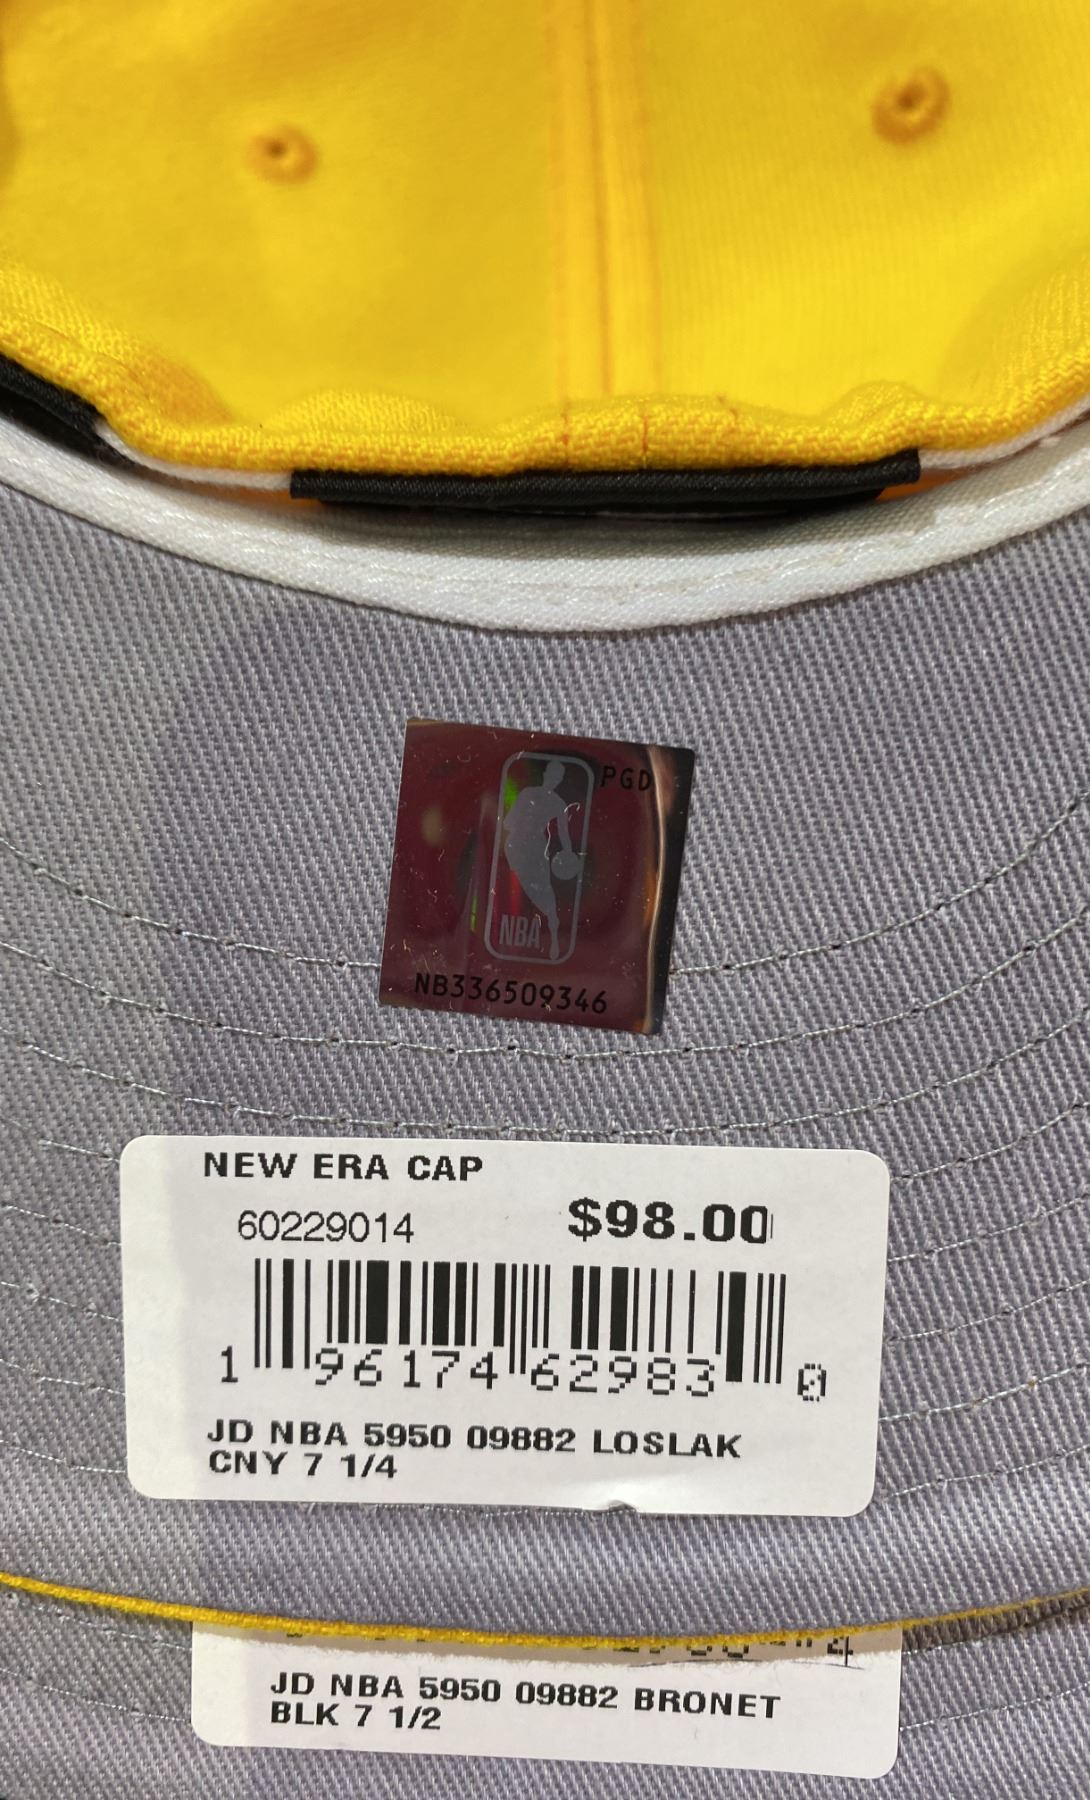 PGD
NBA
NB336509346
NEW ERA CAP
60229014 $98.00
1 96174 62983 0
JD NBA 5950 09882 LOSLAK
CNY 7 1/4
JD NBA 5950 09882 BRONET
BLK 7 1/2